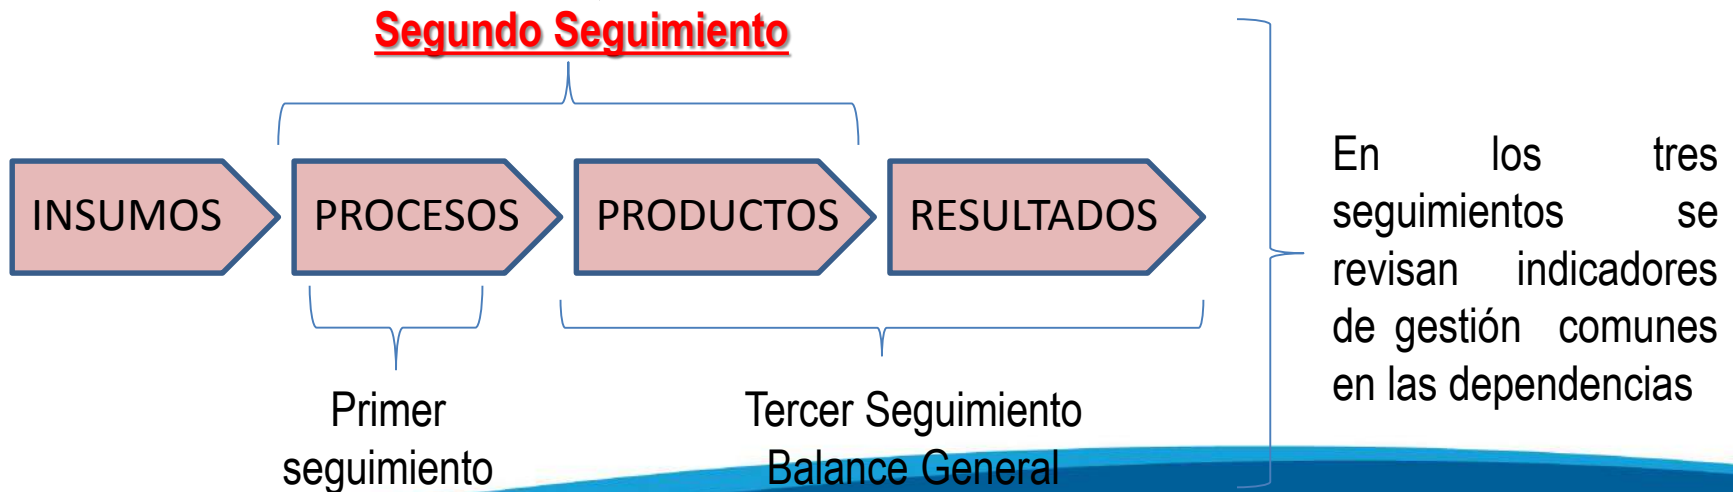 Segundo Seguimiento
INSUMOS
PROCESOS
PRODUCTOS
RESULTADOS
Primer
seguimiento
Tercer Seguimiento
Balance General
En los tres
seguimientos se
revisan indicadores
de gestión comunes
en las dependencias